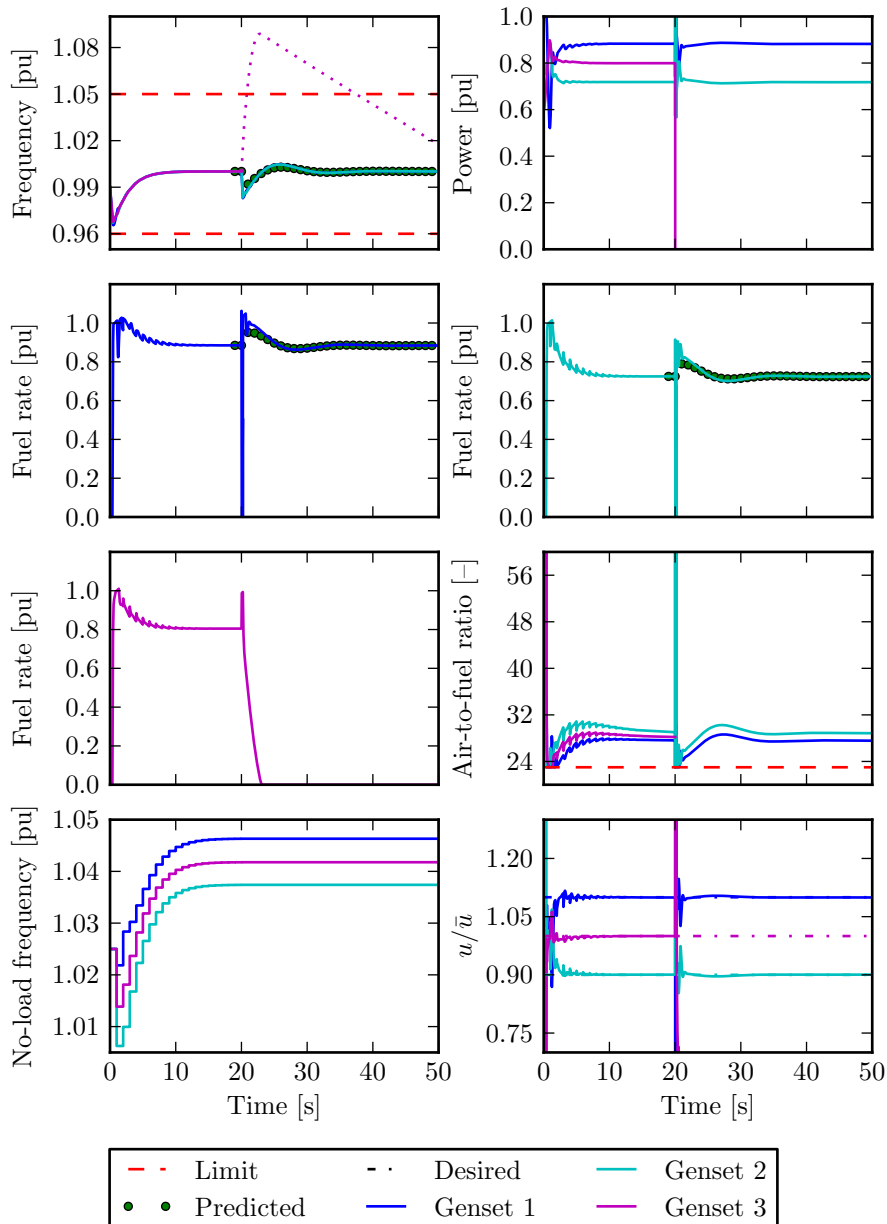 Frequency [pu]
1.08
1.05
1.02
0.99
0.96
Power [pu]
1.0
0.8
0.6
0.4
0.2
0.0
Fuel rate [pu]
1.0
0.8
0.6
0.4
0.2
0.0
Fuel rate [pu]
1.0
0.8
0.6
0.4
0.2
0.0
Fuel rate [pu]
1.0
0.8
0.6
0.4
0.2
0.0
Air-to-fuel ratio [−]
56
48
40
32
24
No-load frequency [pu]
1.05
1.04
1.03
1.02
1.01
0 10 20 30 40 50
Time [s]
u/ū
1.20
1.05
0.90
0.75
0 10 20 30 40 50
Time [s]
Limit
Desired
Genset 2
Predicted
Genset 1
Genset 3